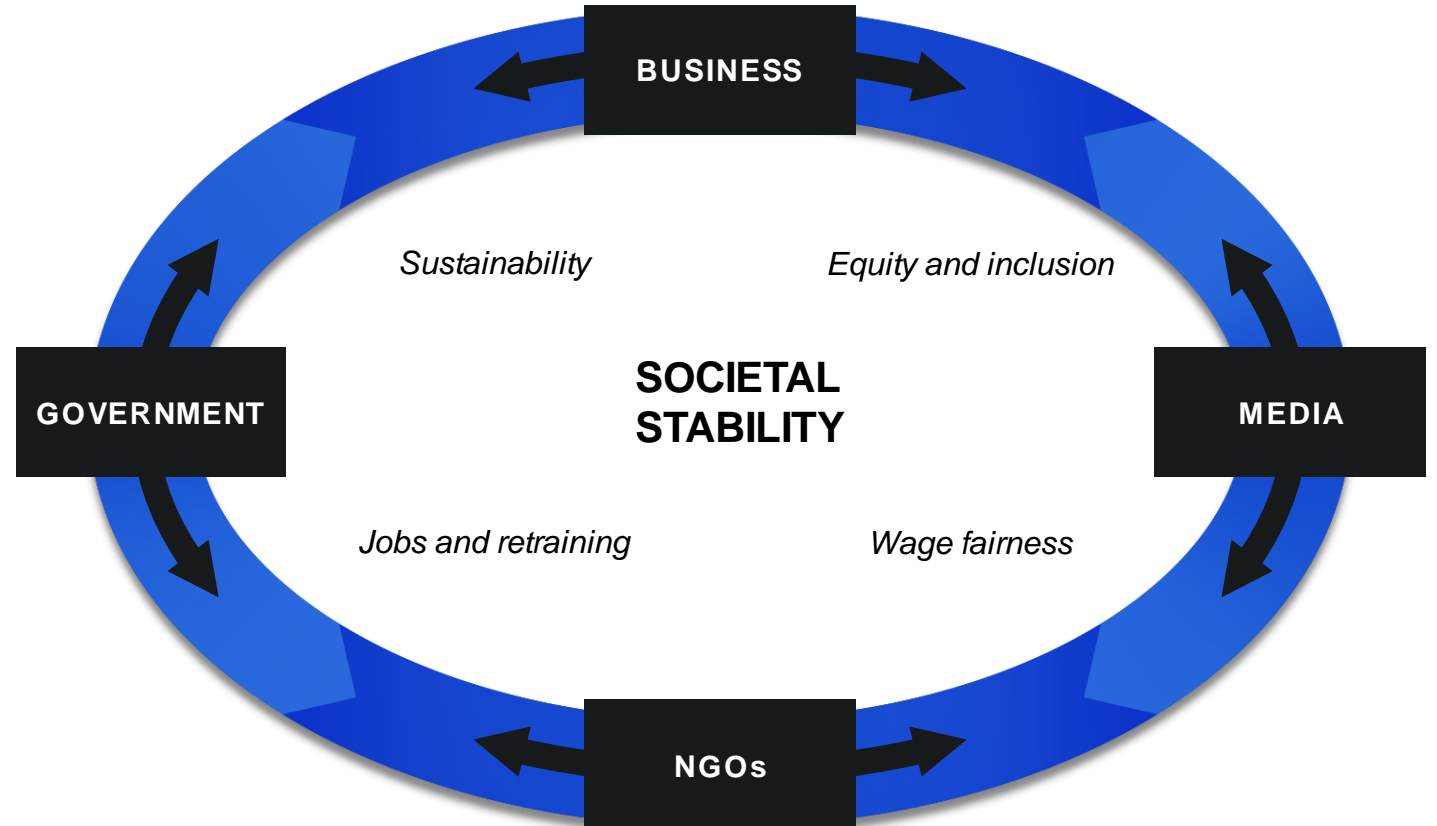 BUSINESS
Sustainability
Equity and inclusion
SOCIETAL
STABILITY
GOVERNMENT
MEDIA
Jobs and retraining
Wage fairness
NGOs